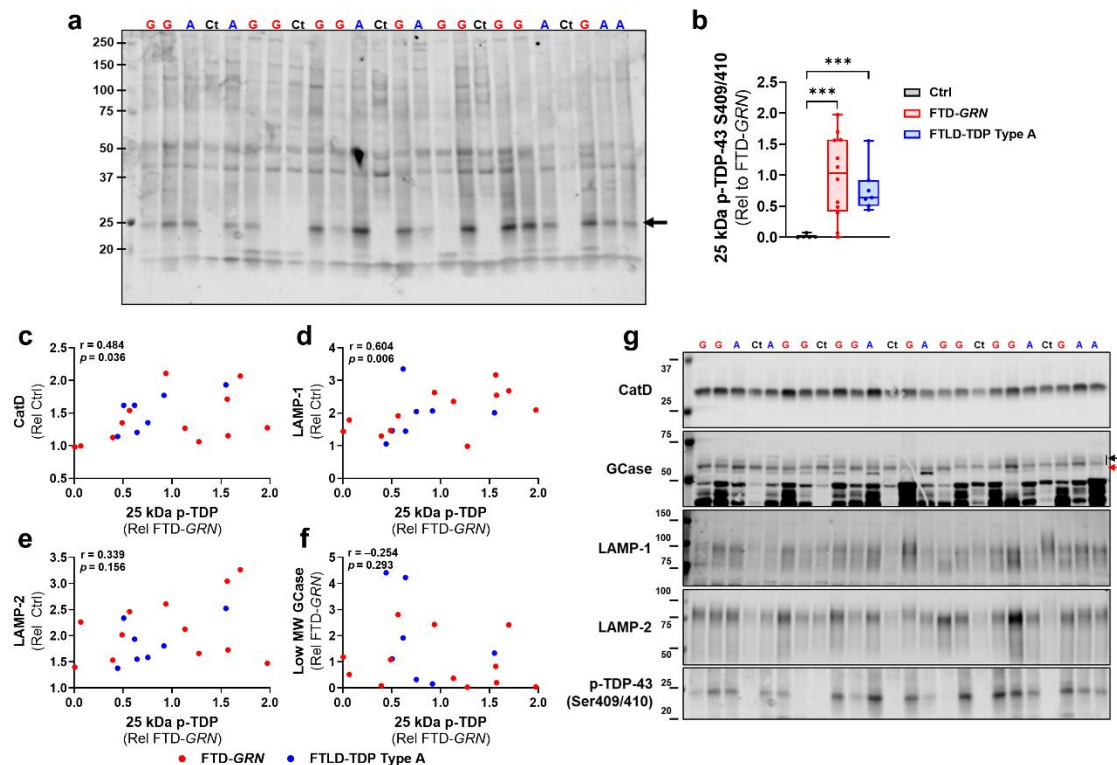 a
G G A Ct A G G Ct G G A Ct G A G G Ct G G A Ct G A A
250
150
100
75
50
37
25
20
b
25 kDa p-TDP-43 S409/410
(Rel to FTD-GRN)
2.5
2.0
1.5
1.0
0.5
0.0
***
***
Ctrl
FTD-GRN
FTLD-TDP Type A
c
r = 0.484
p = 0.036
CatD
(Rel Ctrl)
2.5
2.0
1.5
1.0
0.5
0.0 0.5 1.0 1.5 2.0
25 kDa p-TDP
(Rel FTD-GRN)
d
r = 0.604
p = 0.006
LAMP-1
(Rel Ctrl)
4
3
2
1
0
0.0 0.5 1.0 1.5 2.0
25 kDa p-TDP
(Rel FTD-GRN)
e
r = 0.339
p = 0.156
LAMP-2
(Rel Ctrl)
3.5
3.0
2.5
2.0
1.5
1.0
0.0 0.5 1.0 1.5 2.0
25 kDa p-TDP
(Rel FTD-GRN)
f
r = −0.254
p = 0.293
Low MW GCase
(Rel FTD-GRN)
5
4
3
2
1
0
0.0 0.5 1.0 1.5 2.0
25 kDa p-TDP
(Rel FTD-GRN)
FTD-GRN FTLD-TDP Type A
g
G G A Ct A G G Ct G G A Ct G A G G Ct G G A Ct G A A
37
CatD
25
75
GCase
50
150
LAMP-1
100
75
100
LAMP-2
75
50
25
p-TDP-43
(Ser409/410)
20